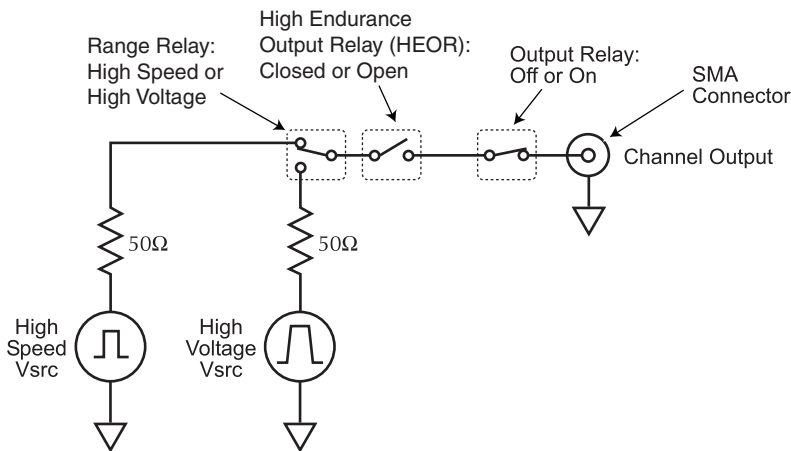 High Endurance
Output Relay (HEOR):
Closed or Open
Range Relay:
High Speed or
High Voltage
Output Relay:
Off or On
SMA
Connector
Channel Output
50Ω
50Ω
High
Speed
Vsrc
High
Voltage
Vsrc